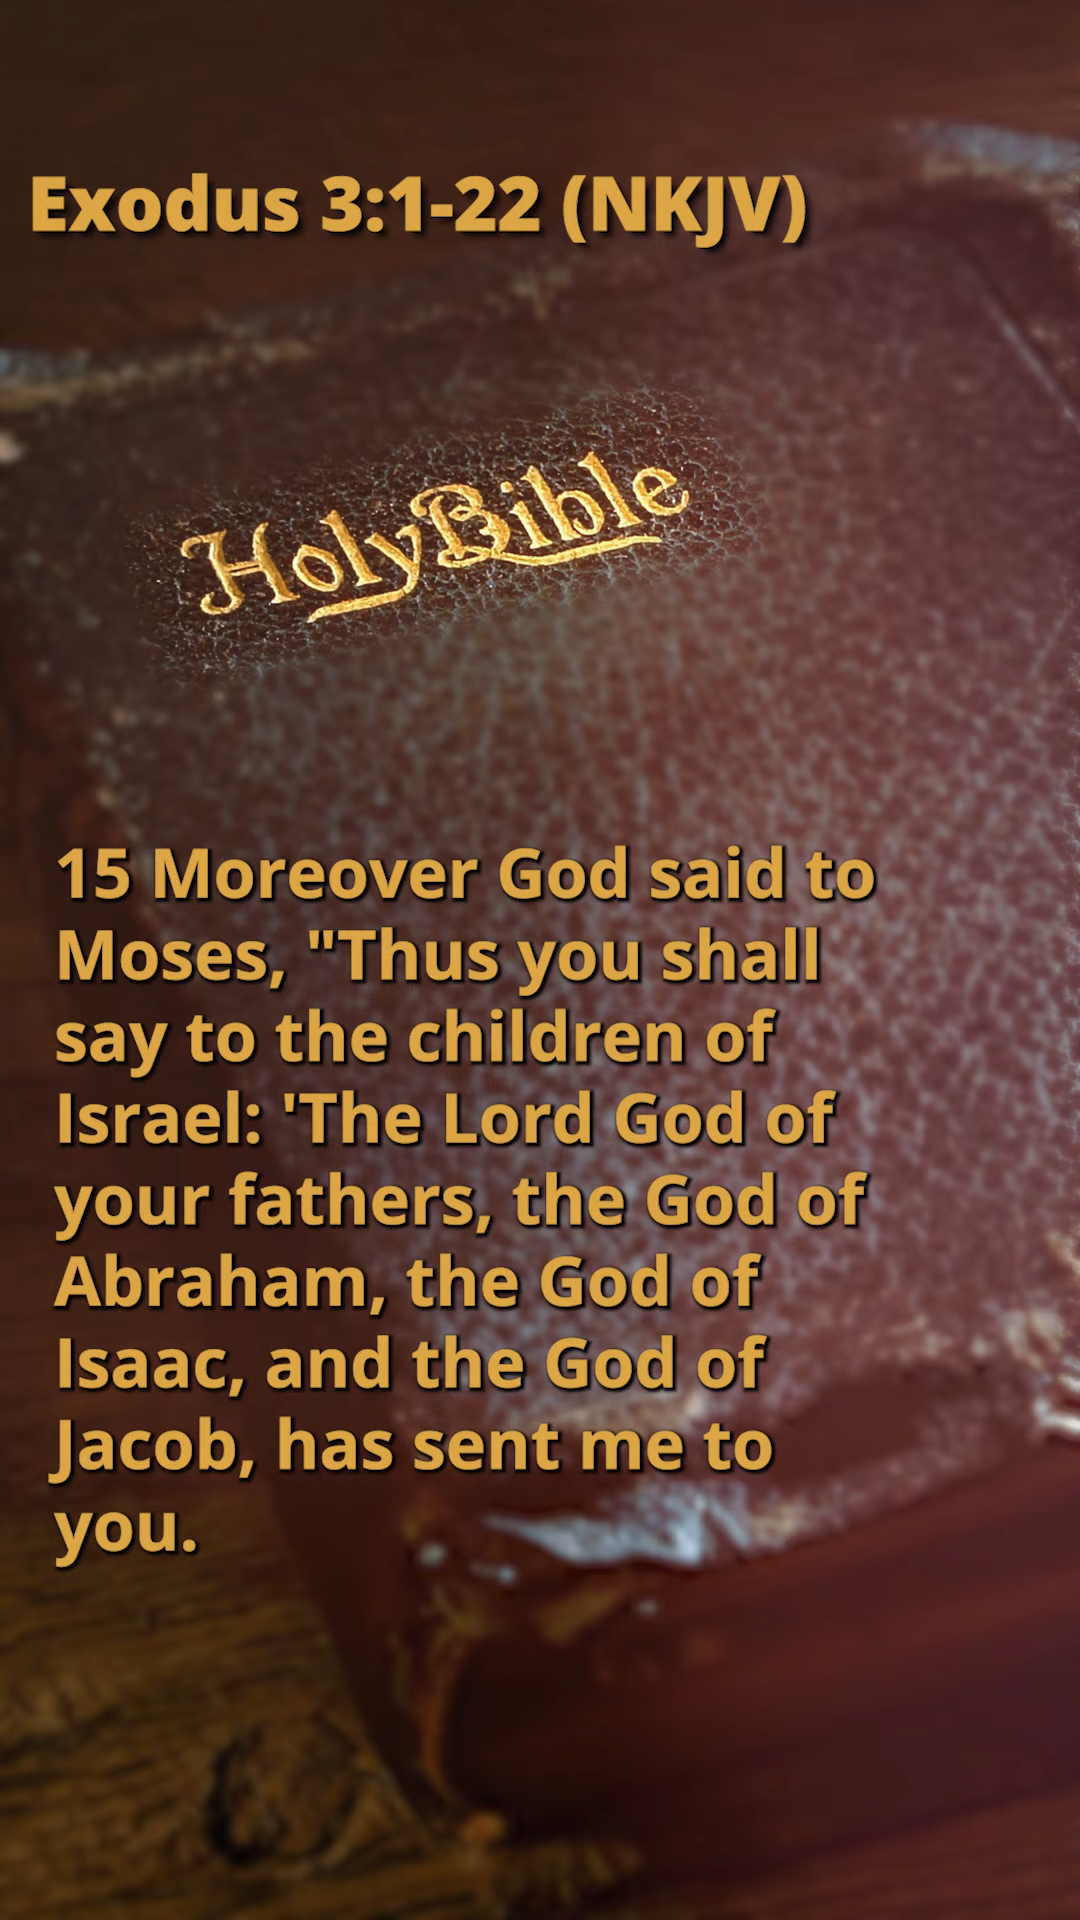 Exodus 3:1-22 (NKJV)
HolyBible
15 Moreover God said to
Moses, "Thus you shall
say to the children of
Israel: 'The Lord God of
your fathers, the God of
Abraham, the God of
Isaac, and the God of
Jacob, has sent me to
you.